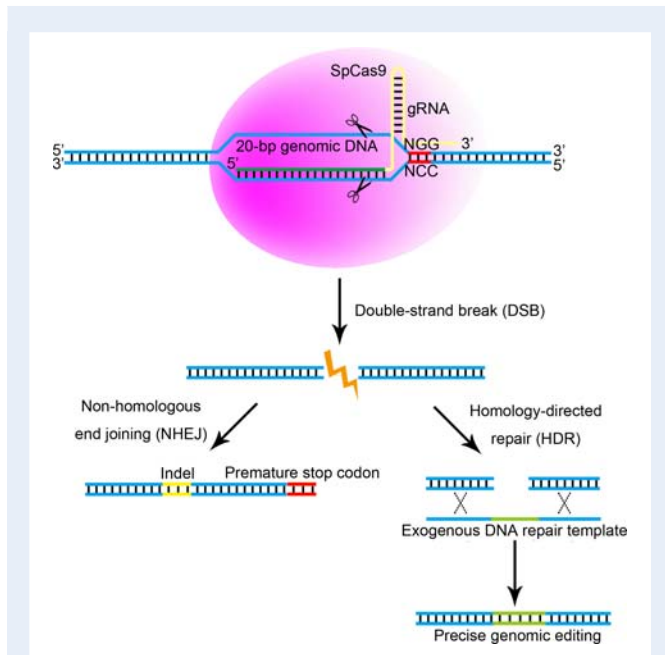 SpCas9
gRNA
5’
3’
20-bp genomic DNA
5’
NGG
3’
NCC
3’
5’
Double-strand break (DSB)
Non-homologous
end joining (NHEJ)
Homology-directed
repair (HDR)
Indel
Premature stop codon
Exogenous DNA repair template
Precise genomic editing